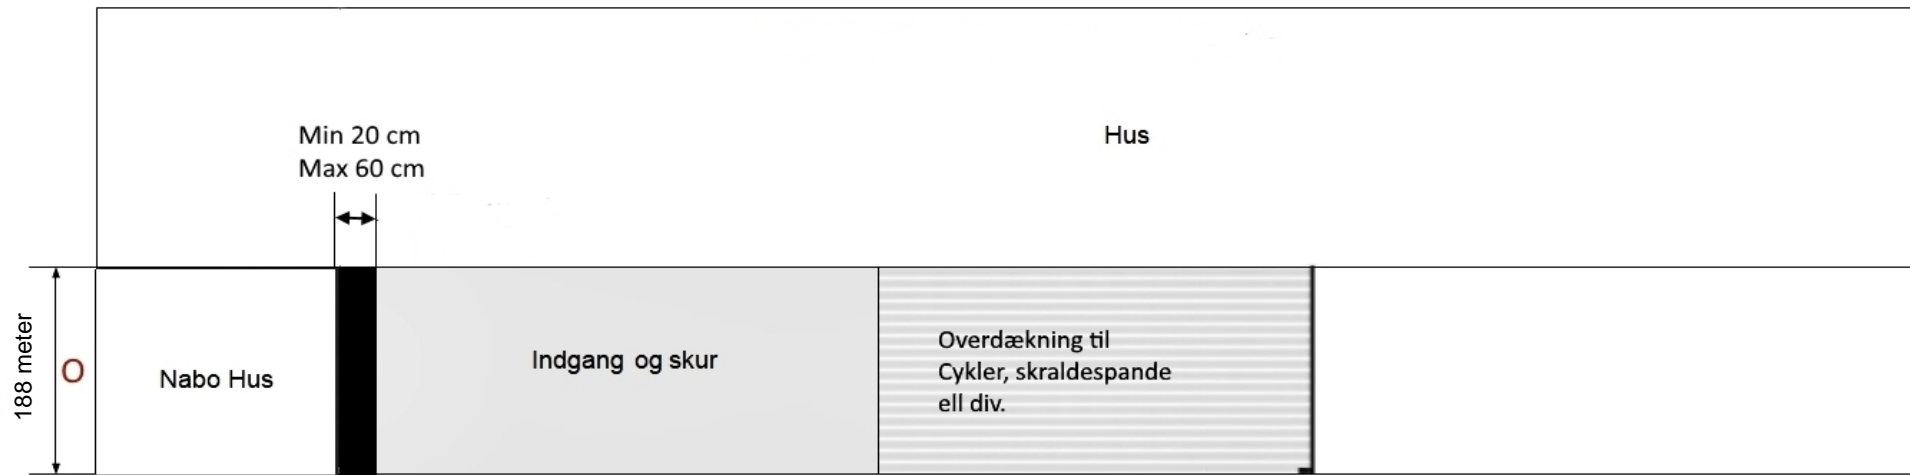 Min 20 cm
Max 60 cm
Hus
188 meter
O
Nabo Hus
Indgang og skur
Overdækning til
Cykler, skraldespande
ell div.